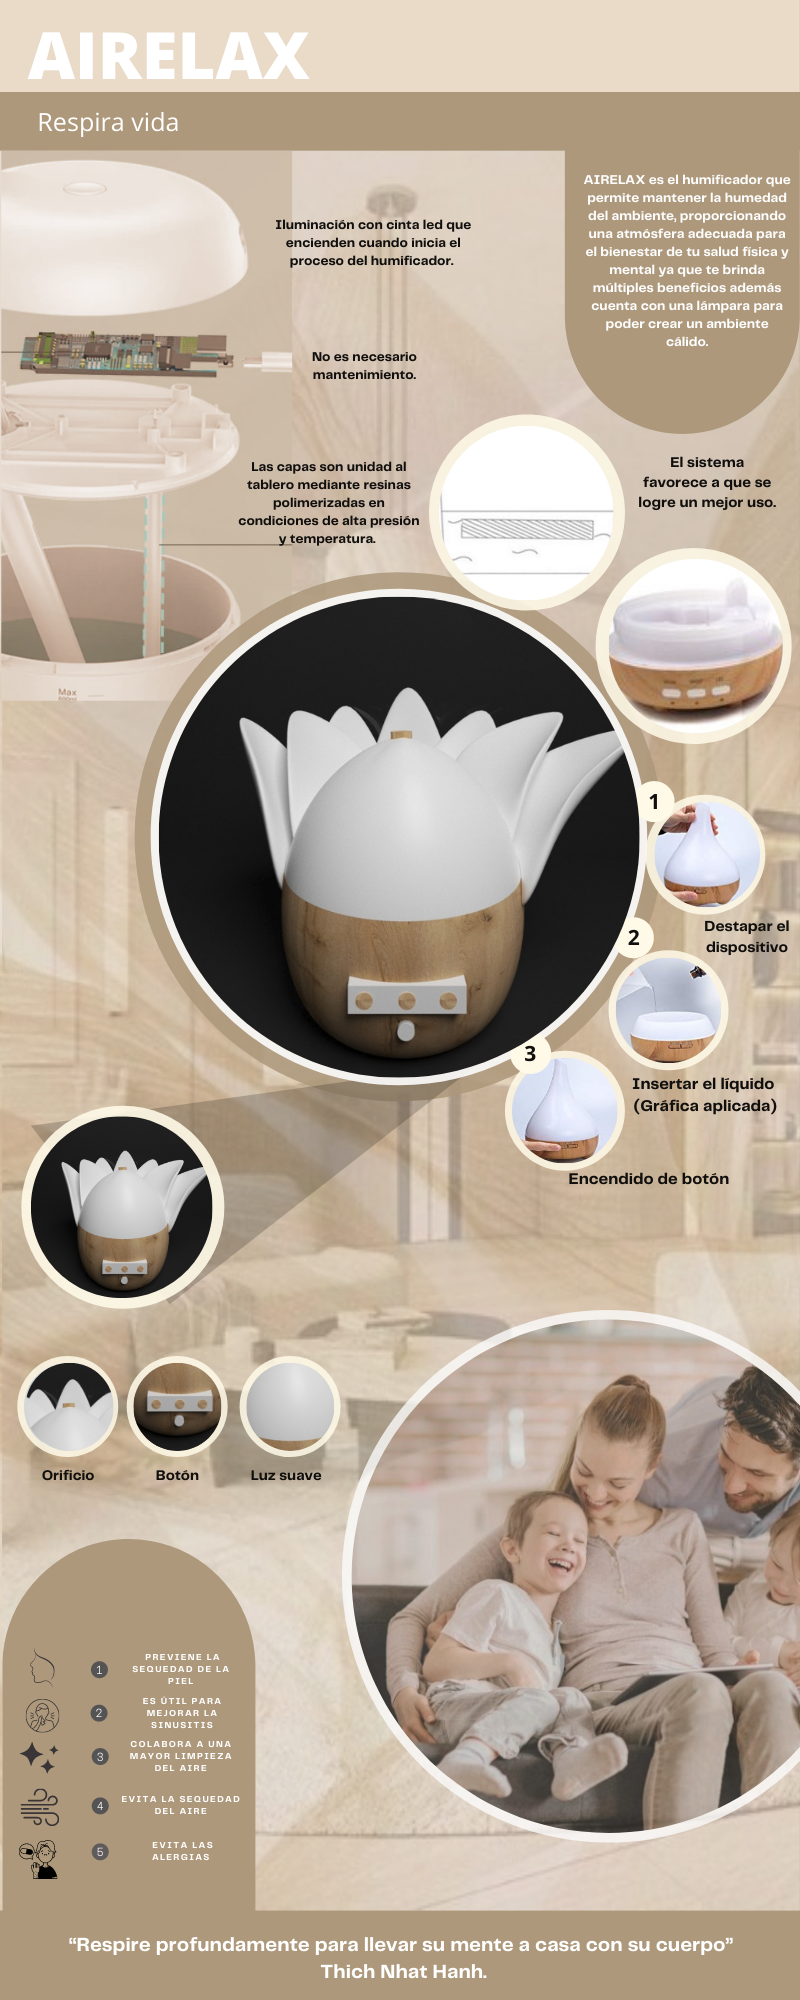 AIRELAX
Respira vida
AIRELAX es el humificador que
permite mantener la humedad
del ambiente, proporcionando
una atmósfera adecuada para
el bienestar de tu salud física y
mental ya que te brinda
múltiples beneficios además
cuenta con una lámpara para
poder crear un ambiente
cálido.
Iluminación con cinta led que
encienden cuando inicia el
proceso del humificador.
No es necesario
mantenimiento.
Las capas son unidad al
tablero mediante resinas
polimerizadas en
condiciones de alta presión
y temperatura.
El sistema
favorece a que se
logre un mejor uso.
Max
1
Destapar el
dispositivo
2
Insertar el líquido
(Gráfica aplicada)
3
Encendido de botón
Orificio
Botón
Luz suave
1
PREVIENE LA
SEQUEDAD DE LA
PIEL
2
ES ÚTIL PARA
MEJORAR LA
SINUSITIS
3
COLABORA A UNA
MAYOR LIMPIEZA
DEL AIRE
4
EVITA LA SEQUEDAD
DEL AIRE
5
EVITA LAS
ALERGIAS
“Respire profundamente para llevar su mente a casa con su cuerpo”
Thich Nhat Hanh.